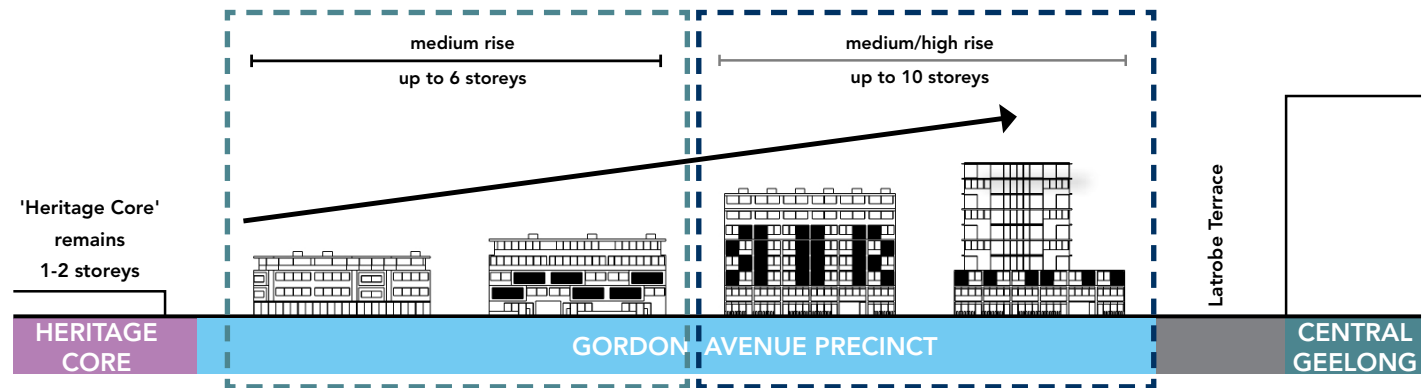 medium rise
up to 6 storeys
medium/high rise
up to 10 storeys
'Heritage Core'
remains
1-2 storeys
Latrobe Terrace
HERITAGE
CORE
GORDON AVENUE PRECINCT
CENTRAL
GEELONG